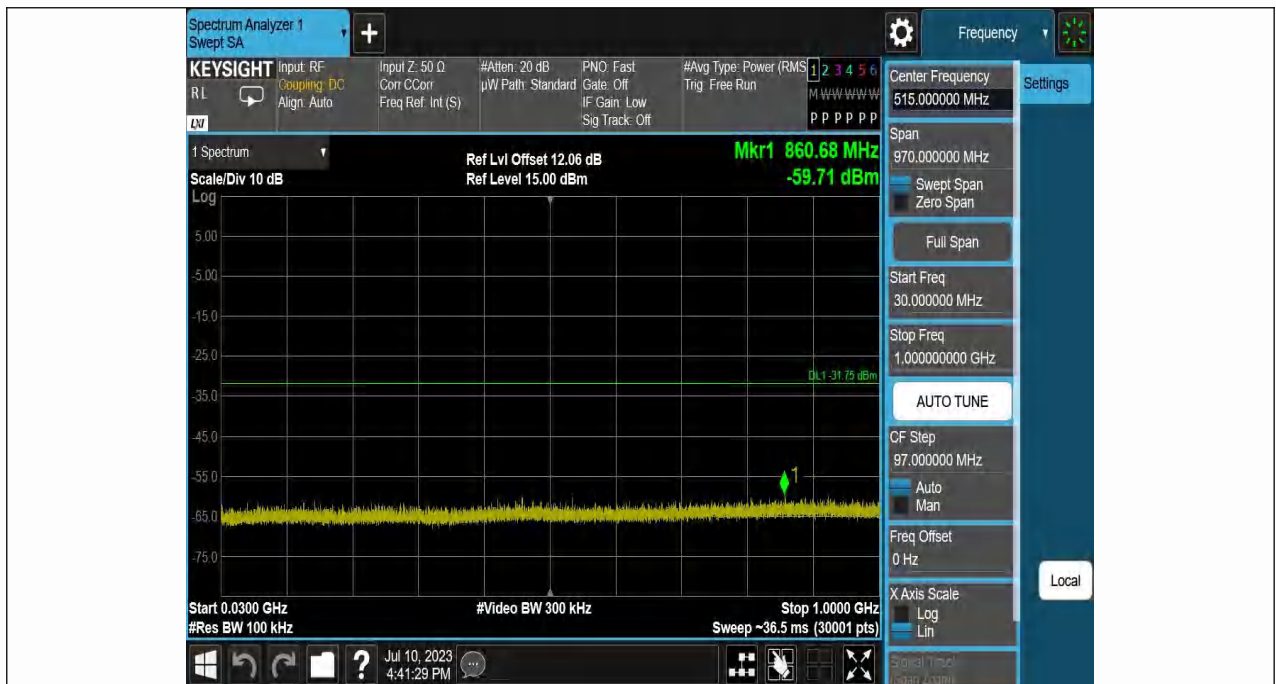 Spectrum Analyzer 1
Swept SA
+
Frequency
KEYSIGHT
RL
LXI
Input: RF
Coupling: DC
Align: Auto
Input Z: 50 Ω
Corr CCorr
Freq Ref: Int (S)
#Atten: 20 dB
µW Path: Standard
PNO: Fast
Gate: Off
IF Gain: Low
Sig Track: Off
#Avg Type: Power (RMS
Trig: Free Run
1 2 3 4 5 6
M W W W W W
P P P P P P
Center Frequency
515.000000 MHz
Settings
1 Spectrum
Scale/Div 10 dB
Ref Lvl Offset 12.06 dB
Ref Level 15.00 dBm
Mkr1 860.68 MHz
-59.71 dBm
Span
970.000000 MHz
Swept Span
Zero Span
Full Span
Start Freq
30.000000 MHz
Stop Freq
1.000000000 GHz
AUTO TUNE
CF Step
97.000000 MHz
Auto
Man
Freq Offset
0 Hz
X Axis Scale
Log
Lin
Signal Track
(Span Zoom)
Local
Log
5.00
-5.00
-15.0
-25.0
DL1 -31.75 dBm
-35.0
-45.0
-55.0
1
-65.0
-75.0
Start 0.0300 GHz
#Res BW 100 kHz
#Video BW 300 kHz
Stop 1.0000 GHz
Sweep ~36.5 ms (30001 pts)
?
Jul 10, 2023
4:41:29 PM